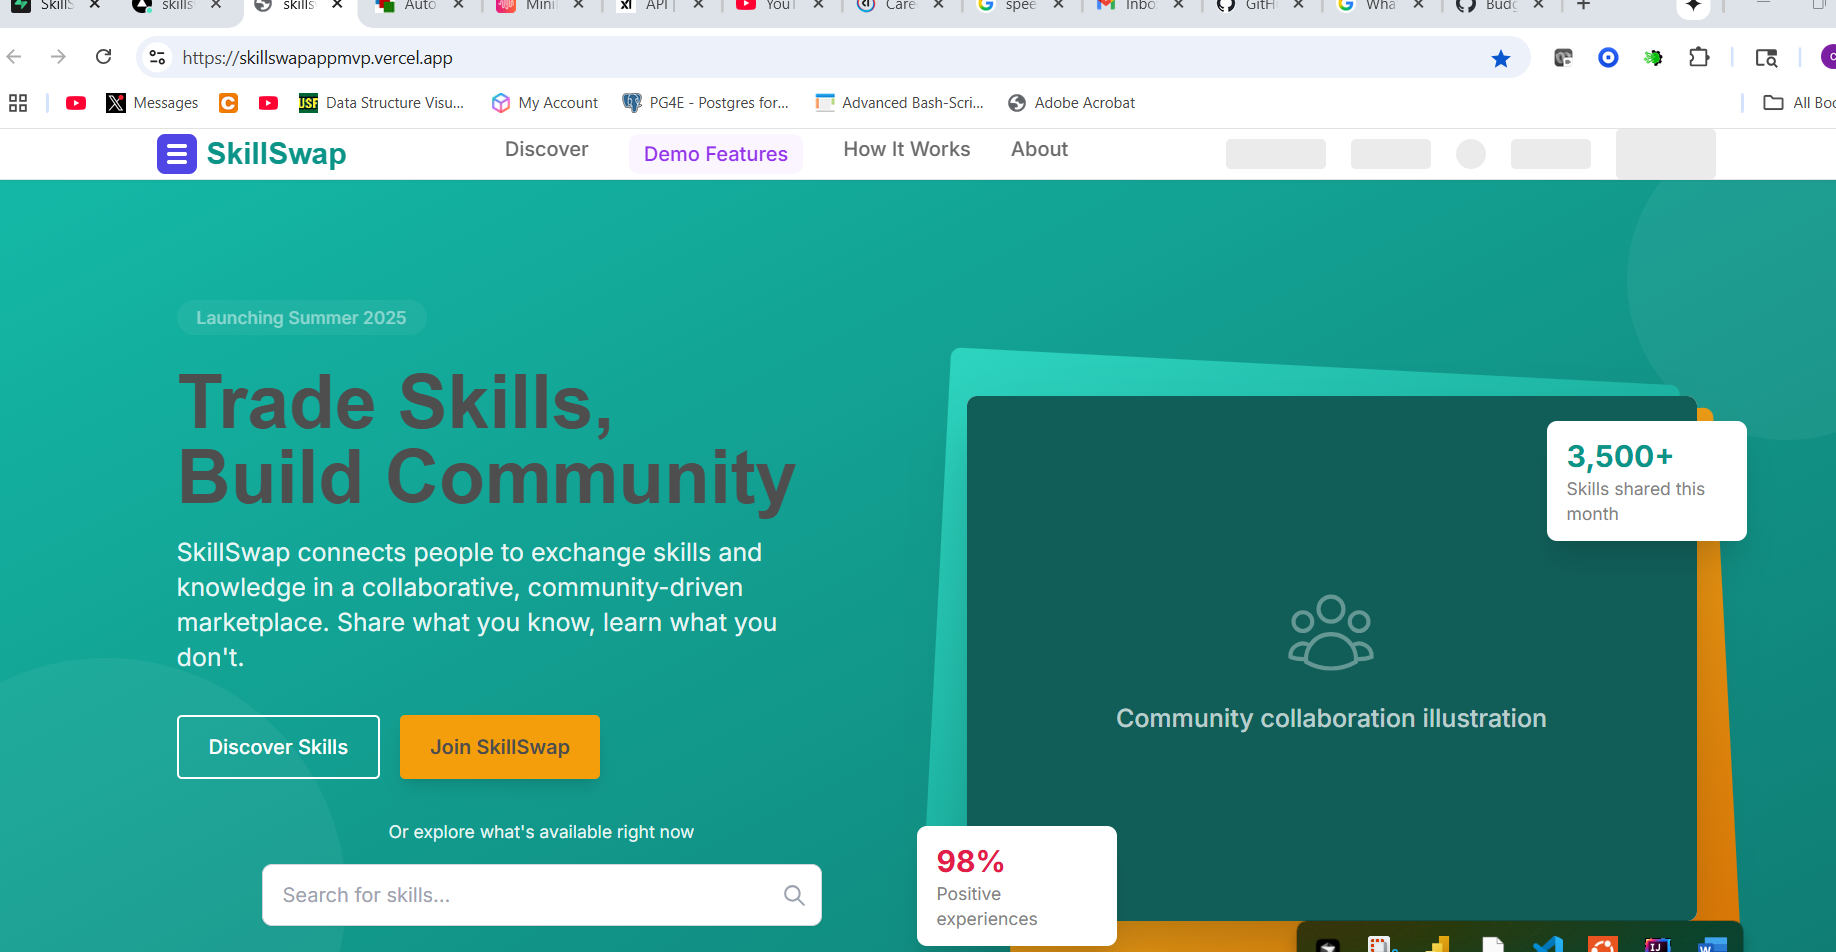 SkillS
skills
skills
Auto
API
YouT
Care
spee
Inbo
GitH
Wha
Budg
https://skillswapappmvp.vercel.app
Messages
USF
Data Structure Visu...
My Account
PG4E - Postgres for...
Advanced Bash-Scri...
Adobe Acrobat
All Boo
SkillSwap
Discover
Demo Features
How It Works
About
Launching Summer 2025
Trade Skills,
Build Community
SkillSwap connects people to exchange skills and
knowledge in a collaborative, community-driven
marketplace. Share what you know, learn what you
don't.
Discover Skills
Join SkillSwap
Or explore what's available right now
Search for skills...
3,500+
Skills shared this
month
Community collaboration illustration
98%
Positive
experiences